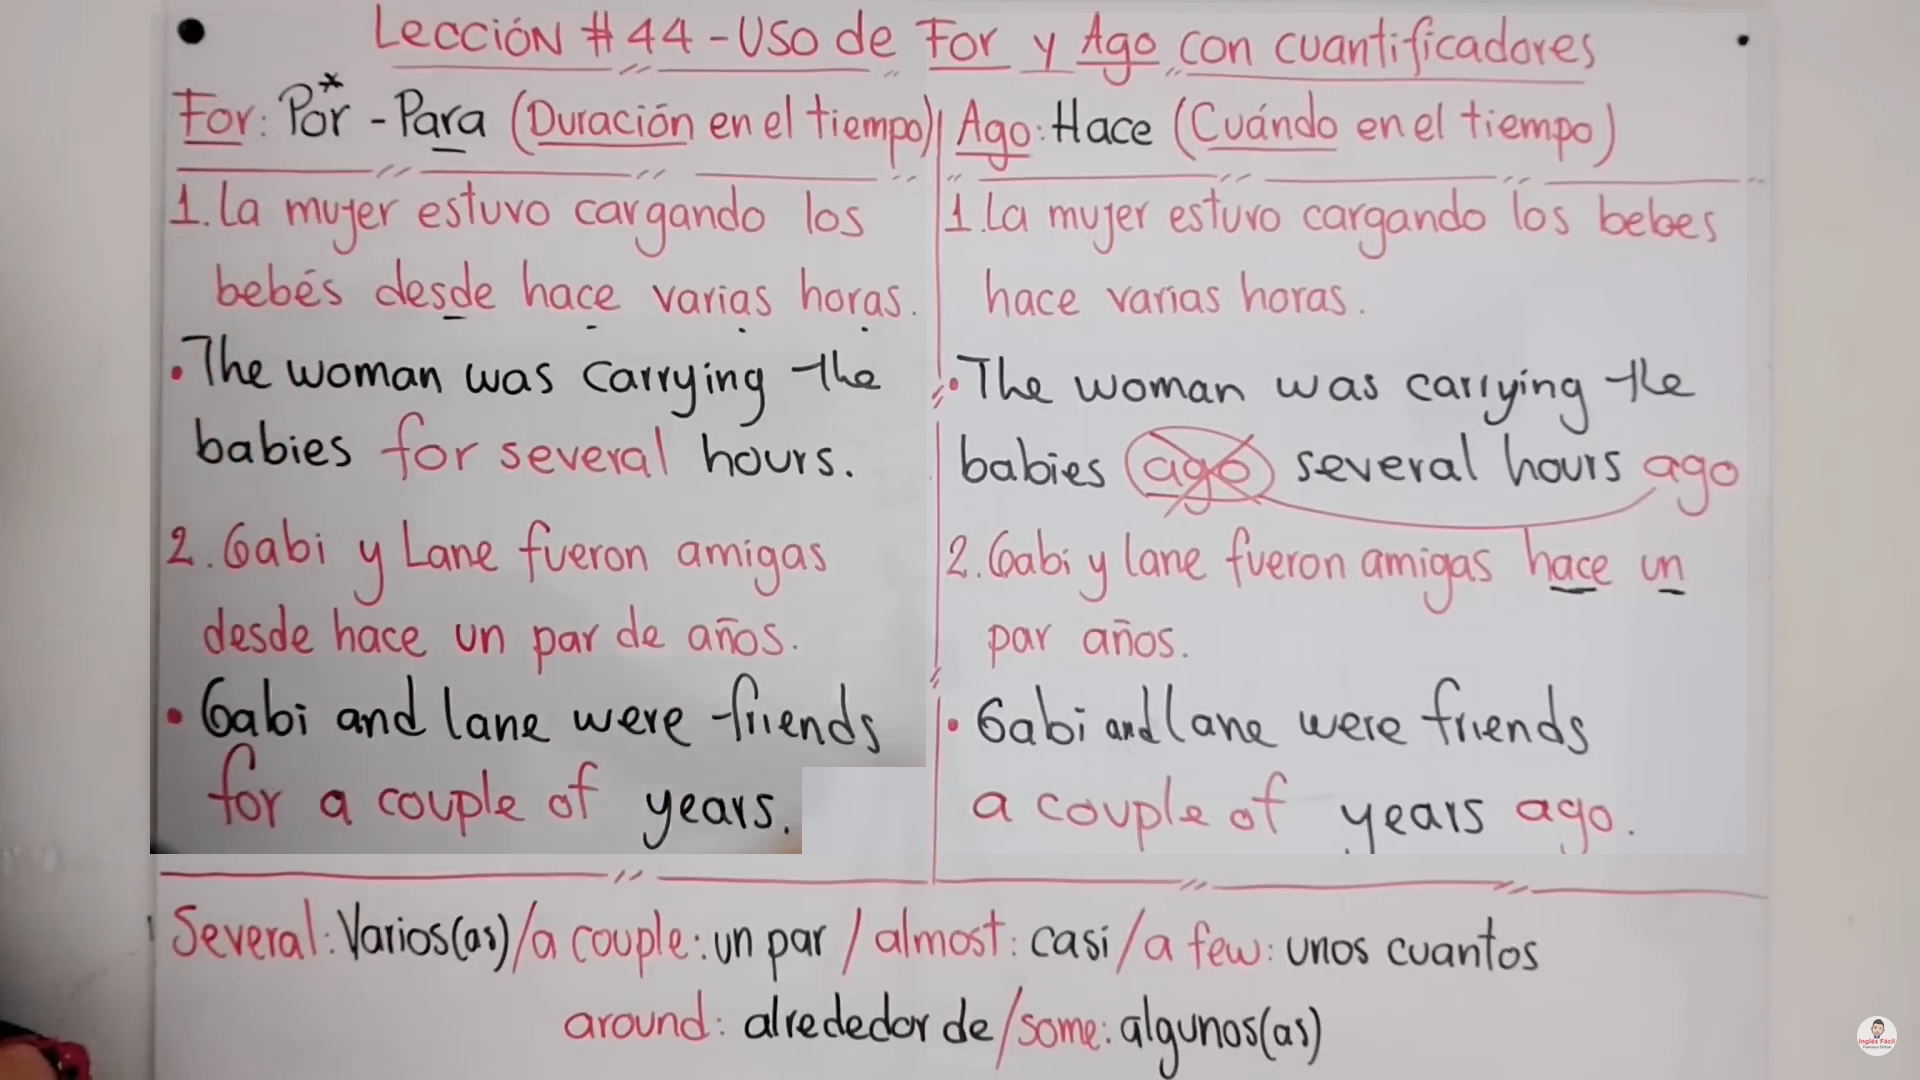 Lección # 44 - Uso de For y Ago con cuantificadores
For: Por* - Para (Duración en el tiempo)
1. La mujer estuvo cargando los
bebés desde hace varias horas.
• The woman was carrying the
babies for several hours.
2. Gabi y Lane fueron amigas
desde hace un par de años.
• Gabi and lane were friends
for a couple of years.
Ago: Hace (Cuándo en el tiempo)
1. La mujer estuvo cargando los bebes
hace varias horas.
• The woman was carrying the
babies ago several hours ago
2. Gabi y lane fueron amigas hace un
par años.
• Gabi and lane were friends
a couple of years ago.
Several: Varios(as) / a couple: un par / almost: casi / a few: unos cuantos
around: alrededor de / some: algunos(as)
Inglés Fácil